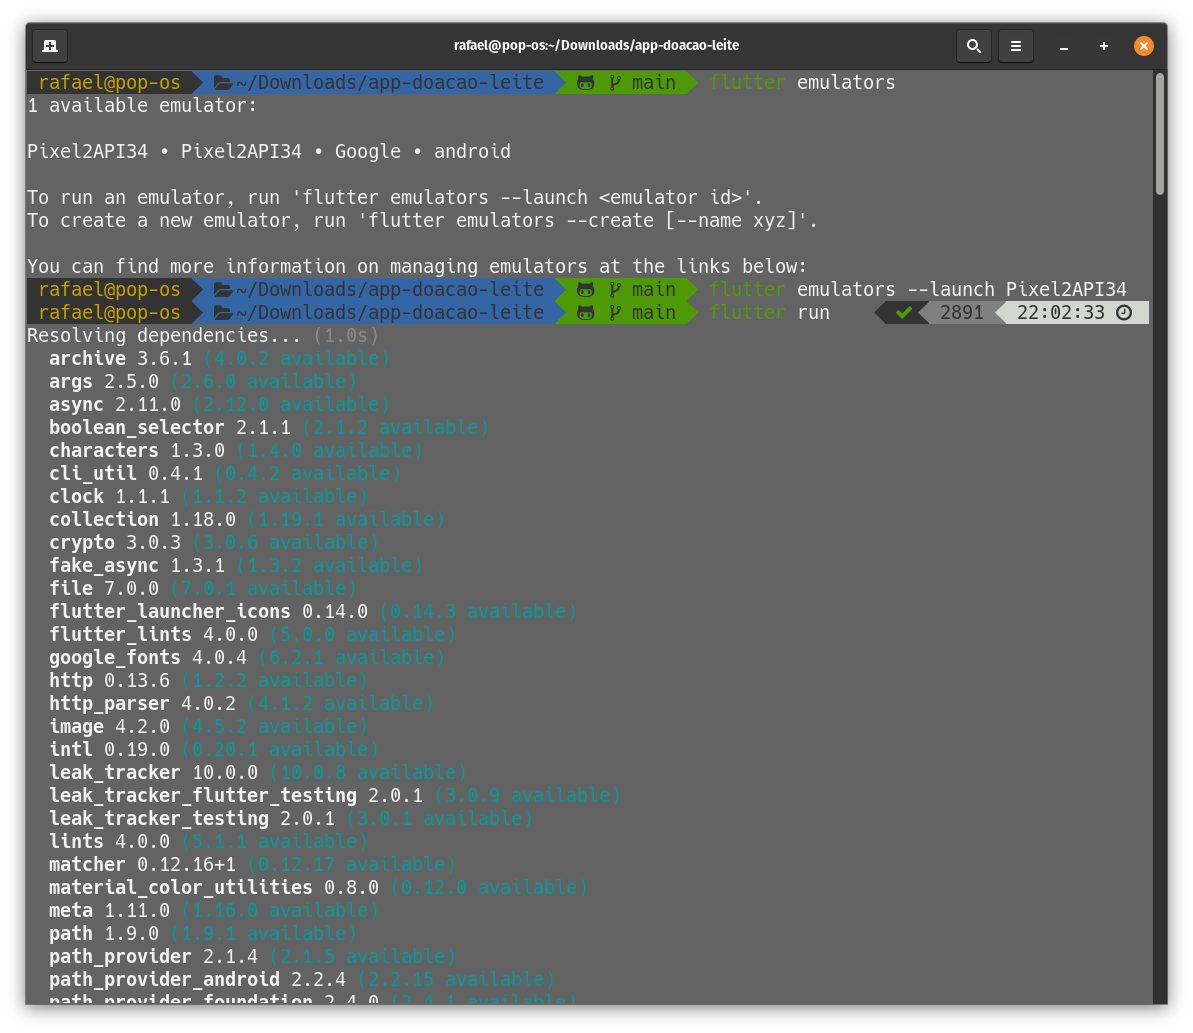 rafael@pop-os:~/Downloads/app-doacao-leite
rafael@pop-os ~/Downloads/app-doacao-leite main flutter emulators
1 available emulator:
Pixel2API34 • Pixel2API34 • Google • android
To run an emulator, run 'flutter emulators --launch <emulator id>'.
To create a new emulator, run 'flutter emulators --create [--name xyz]'.
You can find more information on managing emulators at the links below:
rafael@pop-os ~/Downloads/app-doacao-leite main flutter emulators --launch Pixel2API34
rafael@pop-os ~/Downloads/app-doacao-leite main flutter run ✔ 2891 22:02:33
Resolving dependencies... (1.0s)
archive 3.6.1 (4.0.2 available)
args 2.5.0 (2.6.0 available)
async 2.11.0 (2.12.0 available)
boolean_selector 2.1.1 (2.1.2 available)
characters 1.3.0 (1.4.0 available)
cli_util 0.4.1 (0.4.2 available)
clock 1.1.1 (1.1.2 available)
collection 1.18.0 (1.19.1 available)
crypto 3.0.3 (3.0.6 available)
fake_async 1.3.1 (1.3.2 available)
file 7.0.0 (7.0.1 available)
flutter_launcher_icons 0.14.0 (0.14.3 available)
flutter_lints 4.0.0 (5.0.0 available)
google_fonts 4.0.4 (6.2.1 available)
http 0.13.6 (1.2.2 available)
http_parser 4.0.2 (4.1.2 available)
image 4.2.0 (4.5.2 available)
intl 0.19.0 (0.20.1 available)
leak_tracker 10.0.0 (10.0.8 available)
leak_tracker_flutter_testing 2.0.1 (3.0.9 available)
leak_tracker_testing 2.0.1 (3.0.1 available)
lints 4.0.0 (5.1.1 available)
matcher 0.12.16+1 (0.12.17 available)
material_color_utilities 0.8.0 (0.12.0 available)
meta 1.11.0 (1.16.0 available)
path 1.9.0 (1.9.1 available)
path_provider 2.1.4 (2.1.5 available)
path_provider_android 2.2.4 (2.2.15 available)
path_provider_foundation 2.4.0 (2.4.1 available)